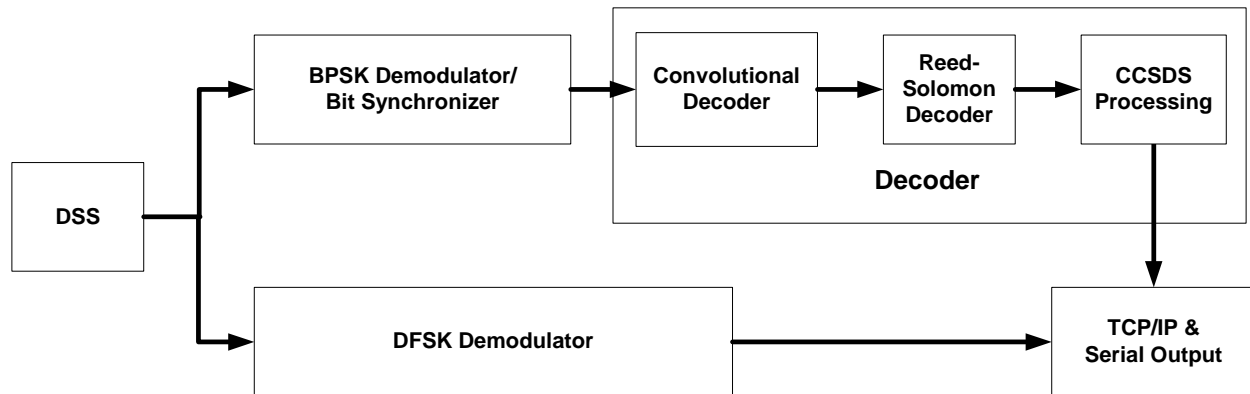 BPSK Demodulator/
Bit Synchronizer
Convolutional
Decoder
Reed-
Solomon
Decoder
CCSDS
Processing
Decoder
DSS
DFSK Demodulator
TCP/IP &
Serial Output